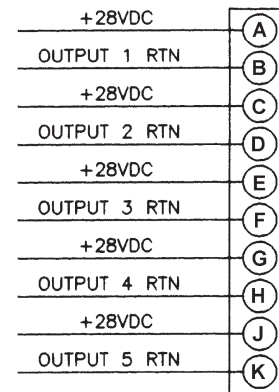 +28VDC A
OUTPUT 1 RTN B
+28VDC C
OUTPUT 2 RTN D
+28VDC E
OUTPUT 3 RTN F
+28VDC G
OUTPUT 4 RTN H
+28VDC J
OUTPUT 5 RTN K